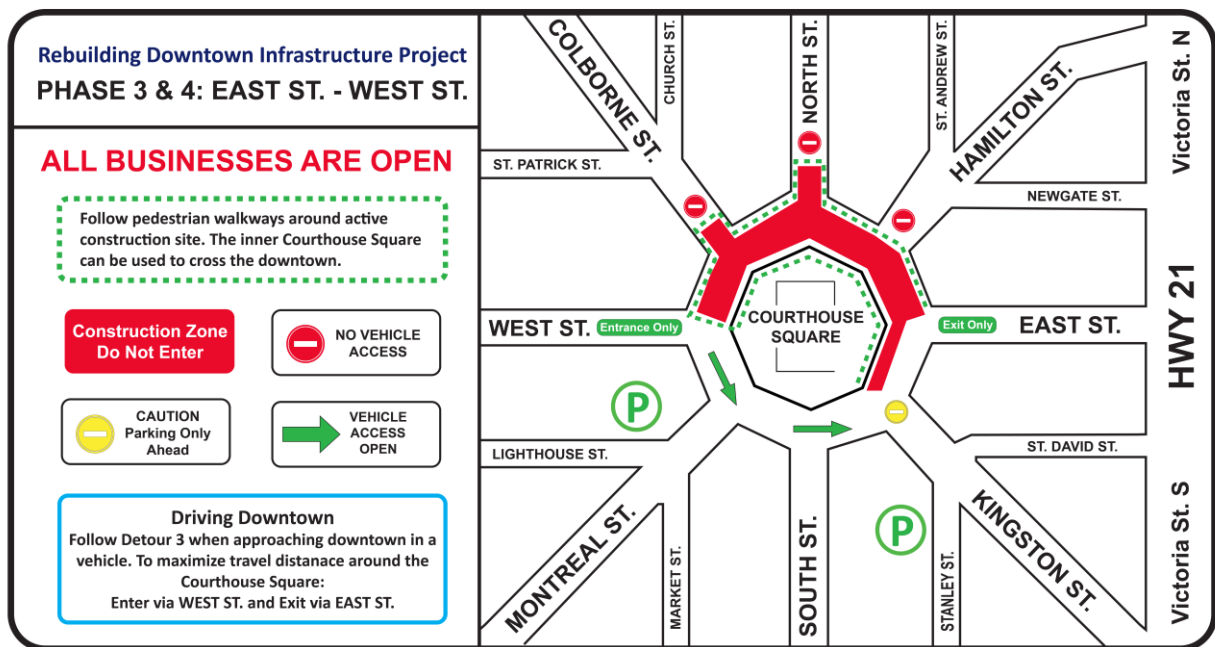 Rebuilding Downtown Infrastructure Project
PHASE 3 & 4: EAST ST. - WEST ST.
ALL BUSINESSES ARE OPEN
Follow pedestrian walkways around active
construction site. The inner Courthouse Square
can be used to cross the downtown.
Construction Zone
Do Not Enter
NO VEHICLE
ACCESS
CAUTION
Parking Only
Ahead
VEHICLE
ACCESS
OPEN
Driving Downtown
Follow Detour 3 when approaching downtown in a
vehicle. To maximize travel distanace around the
Courthouse Square:
Enter via WEST ST. and Exit via EAST ST.
COLBORNE ST.
CHURCH ST.
NORTH ST.
ST. ANDREW ST.
HAMILTON ST.
Victoria St. N
ST. PATRICK ST.
NEWGATE ST.
WEST ST.
Entrance Only
COURTHOUSE
SQUARE
Exit Only
EAST ST.
HWY 21
P
LIGHTHOUSE ST.
ST. DAVID ST.
P
MONTREAL ST.
MARKET ST.
SOUTH ST.
STANLEY ST.
KINGSTON ST.
Victoria St. S